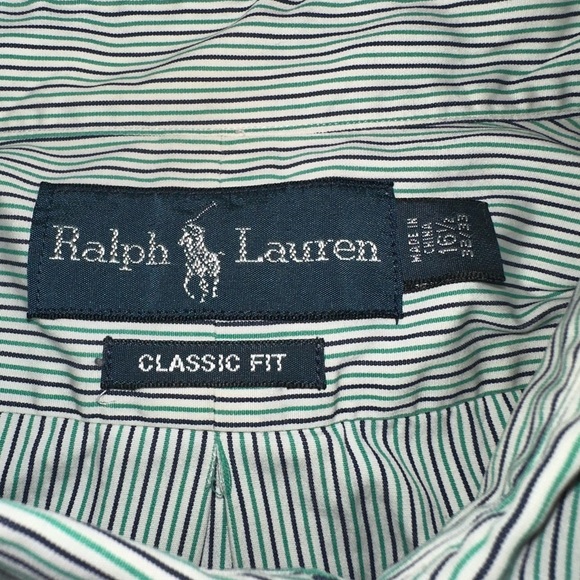 Ralph Lauren
MADE IN
CHINA
16½
32/33
CLASSIC FIT